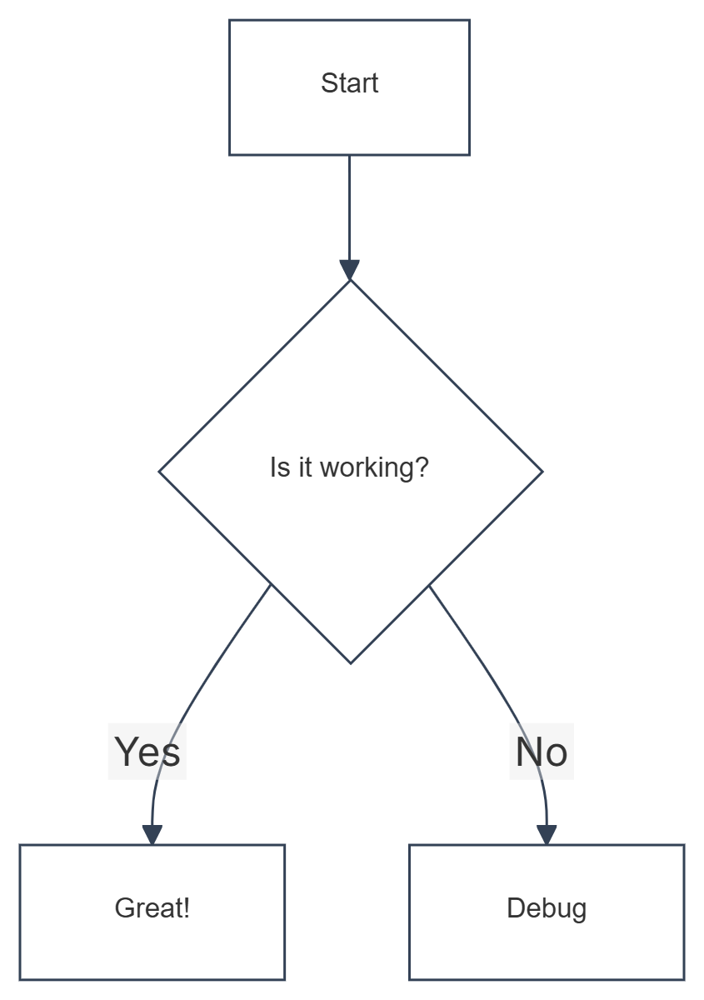 Start
Is it working?
Yes
No
Great!
Debug